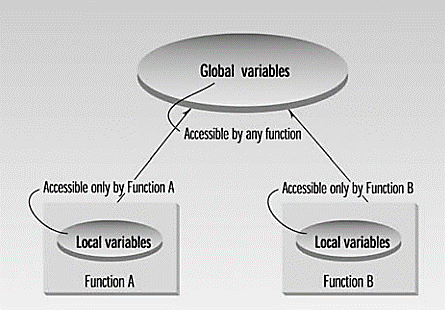 Global variables
Accessible by any function
Accessible only by Function A
Accessible only by Function B
Local variables
Local variables
Function A
Function B